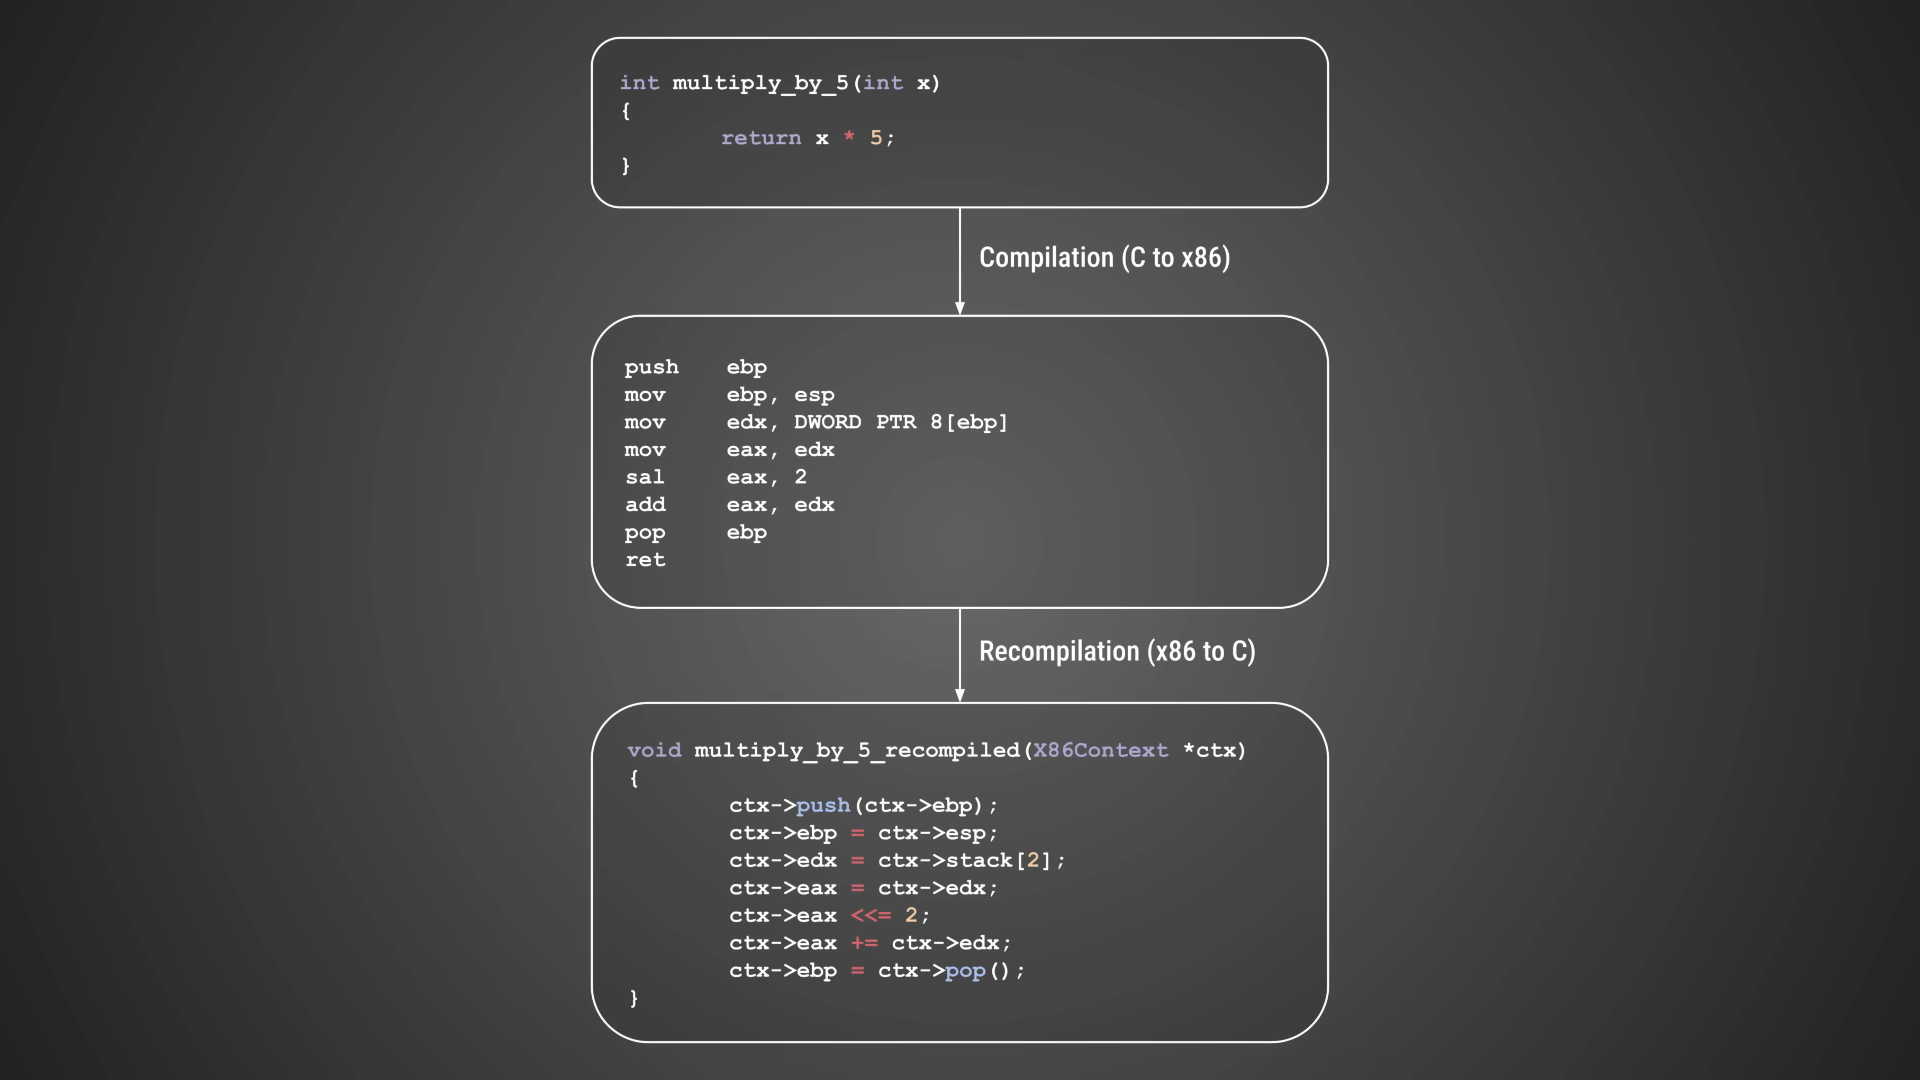 int multiply_by_5(int x)
{
return x * 5;
}
Compilation (C to x86)
push ebp
mov ebp, esp
mov edx, DWORD PTR 8[ebp]
mov eax, edx
sal eax, 2
add eax, edx
pop ebp
ret
Recompilation (x86 to C)
void multiply_by_5_recompiled(X86Context *ctx)
{
ctx->push(ctx->ebp);
ctx->ebp = ctx->esp;
ctx->edx = ctx->stack[2];
ctx->eax = ctx->edx;
ctx->eax <<= 2;
ctx->eax += ctx->edx;
ctx->ebp = ctx->pop();
}